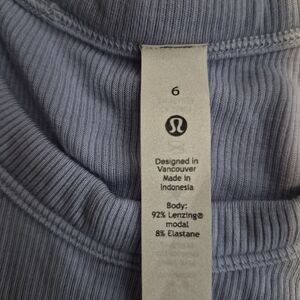 6
Designed in
Vancouver
Made in
Indonesia
Body:
92% Lenzing®
modal
8% Elastane